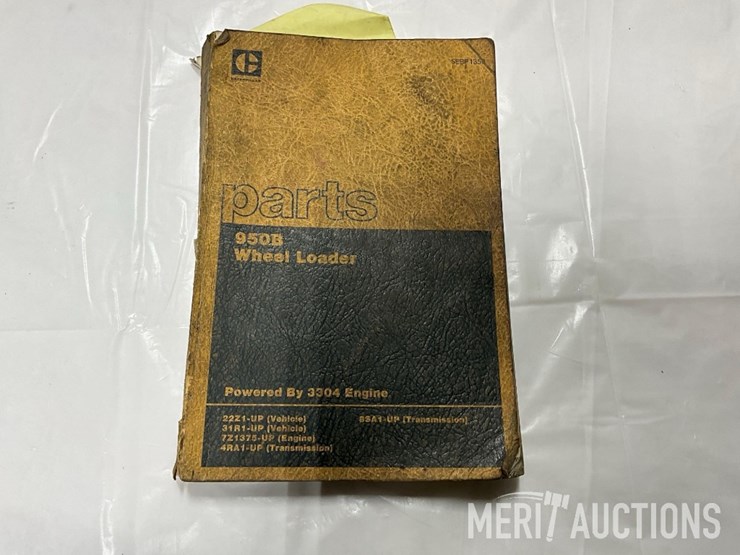 parts
950B
Wheel Loader
Powered By 3304 Engine
22Z1-UP (Vehicle)
31R1-UP (Vehicle)
7Z1375-UP (Engine)
4RA1-UP (Transmission)
8SA1-UP (Transmission)
MERIT AUCTIONS